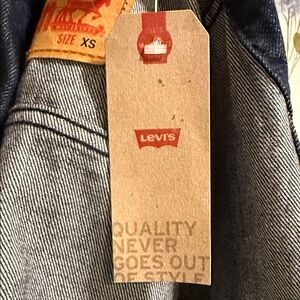 SIZE XS
Levi's
QUALITY
NEVER
GOES OUT
OF STYLE